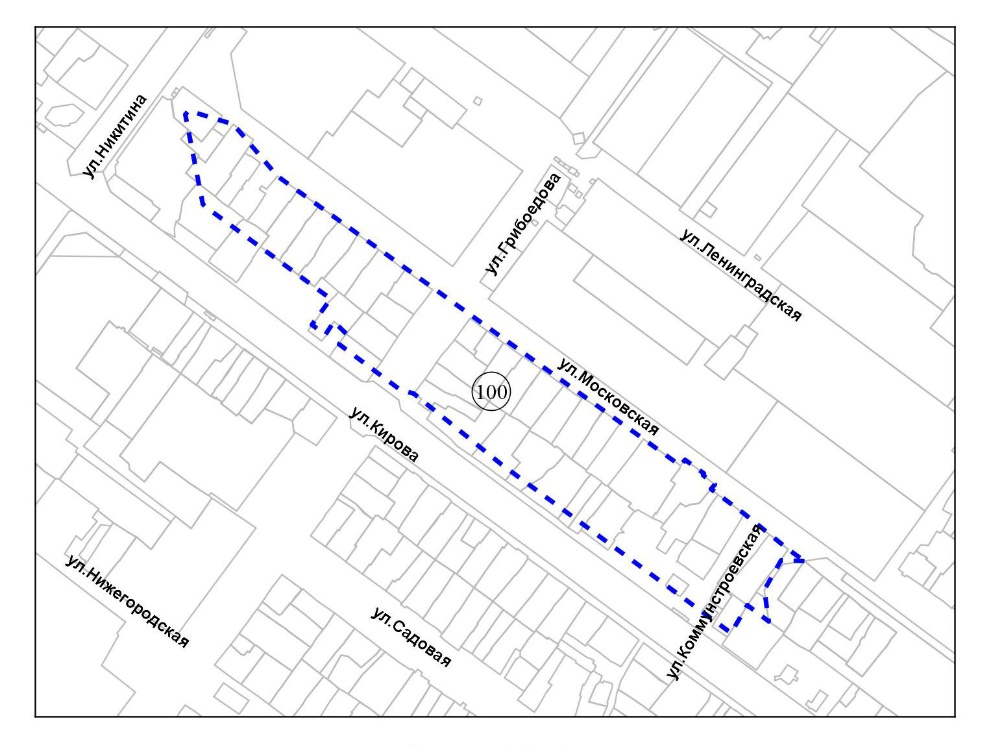 ул.Никитина
ул.Грибоедова
ул.Ленинградская
ул.Московская
100
ул.Кирова
ул.Коммунстроевская
ул.Нижегородская
ул.Садовая